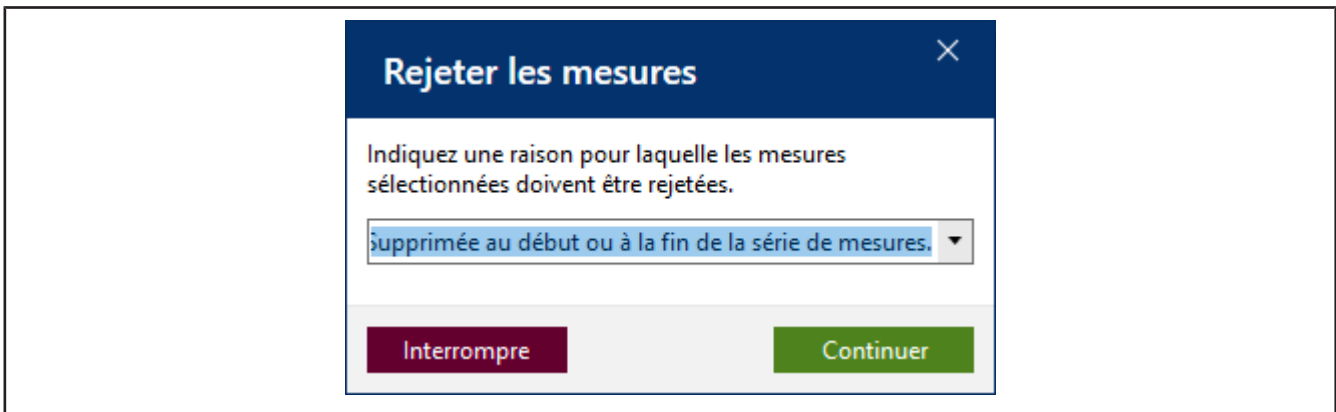 Rejeter les mesures
Indiquez une raison pour laquelle les mesures
sélectionnées doivent être rejetées.
Supprimée au début ou à la fin de la série de mesures.
Interrompre
Continuer